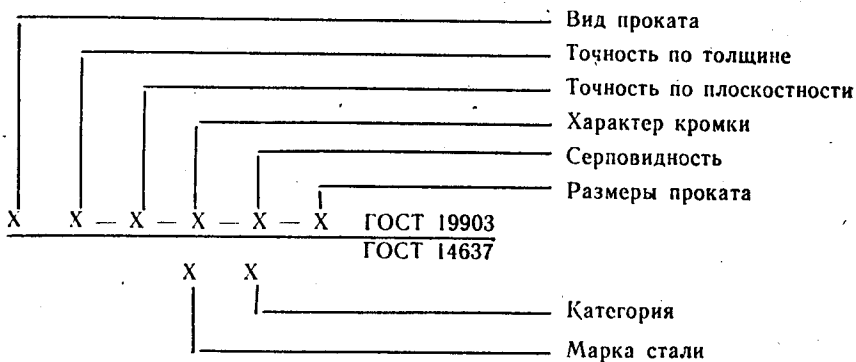 Вид проката
Точность по толщине
Точность по плоскостности
Характер кромки
Серповидность
Размеры проката
X X — X — X — X — X ГОСТ 19903
ГОСТ 14637
X X
Категория
Марка стали